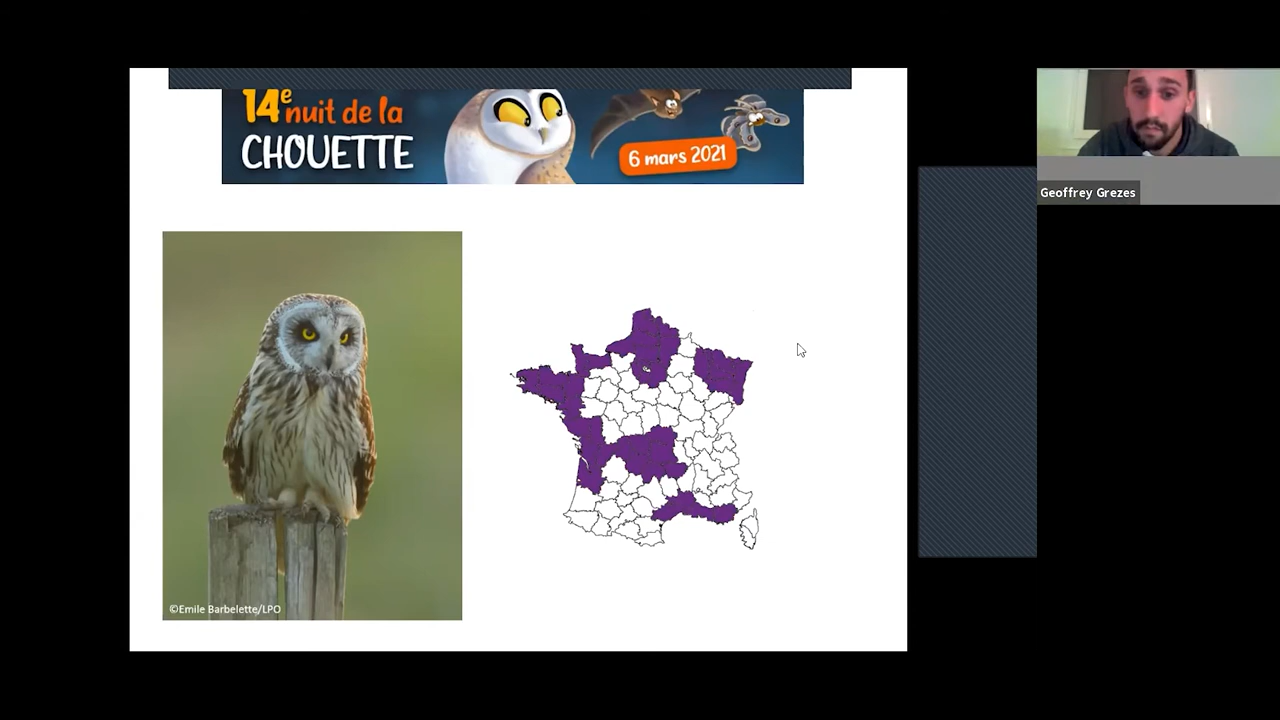 14e nuit de la
CHOUETTE
6 mars 2021
Geoffrey Grezes
©Emile Barbelette/LPO